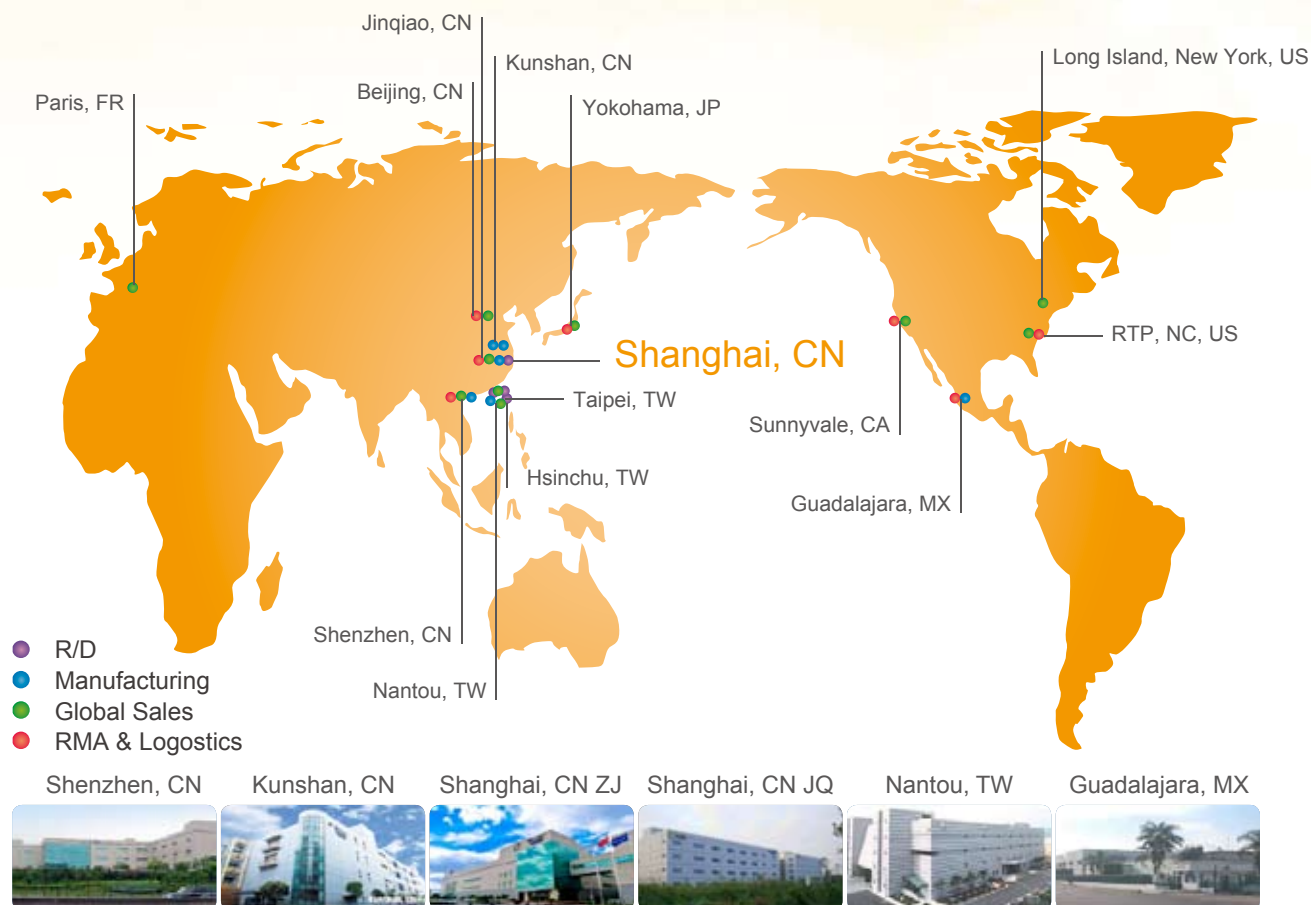 Jinqiao, CN
Kunshan, CN
Long Island, New York, US
Beijing, CN
Paris, FR
Yokohama, JP
RTP, NC, US
Shanghai, CN
Taipei, TW
Sunnyvale, CA
Hsinchu, TW
Guadalajara, MX
Shenzhen, CN
R/D
Manufacturing
Nantou, TW
Global Sales
RMA & Logostics
Shenzhen, CN
Kunshan, CN
Shanghai, CN ZJ
Shanghai, CN JQ
Nantou, TW
Guadalajara, MX